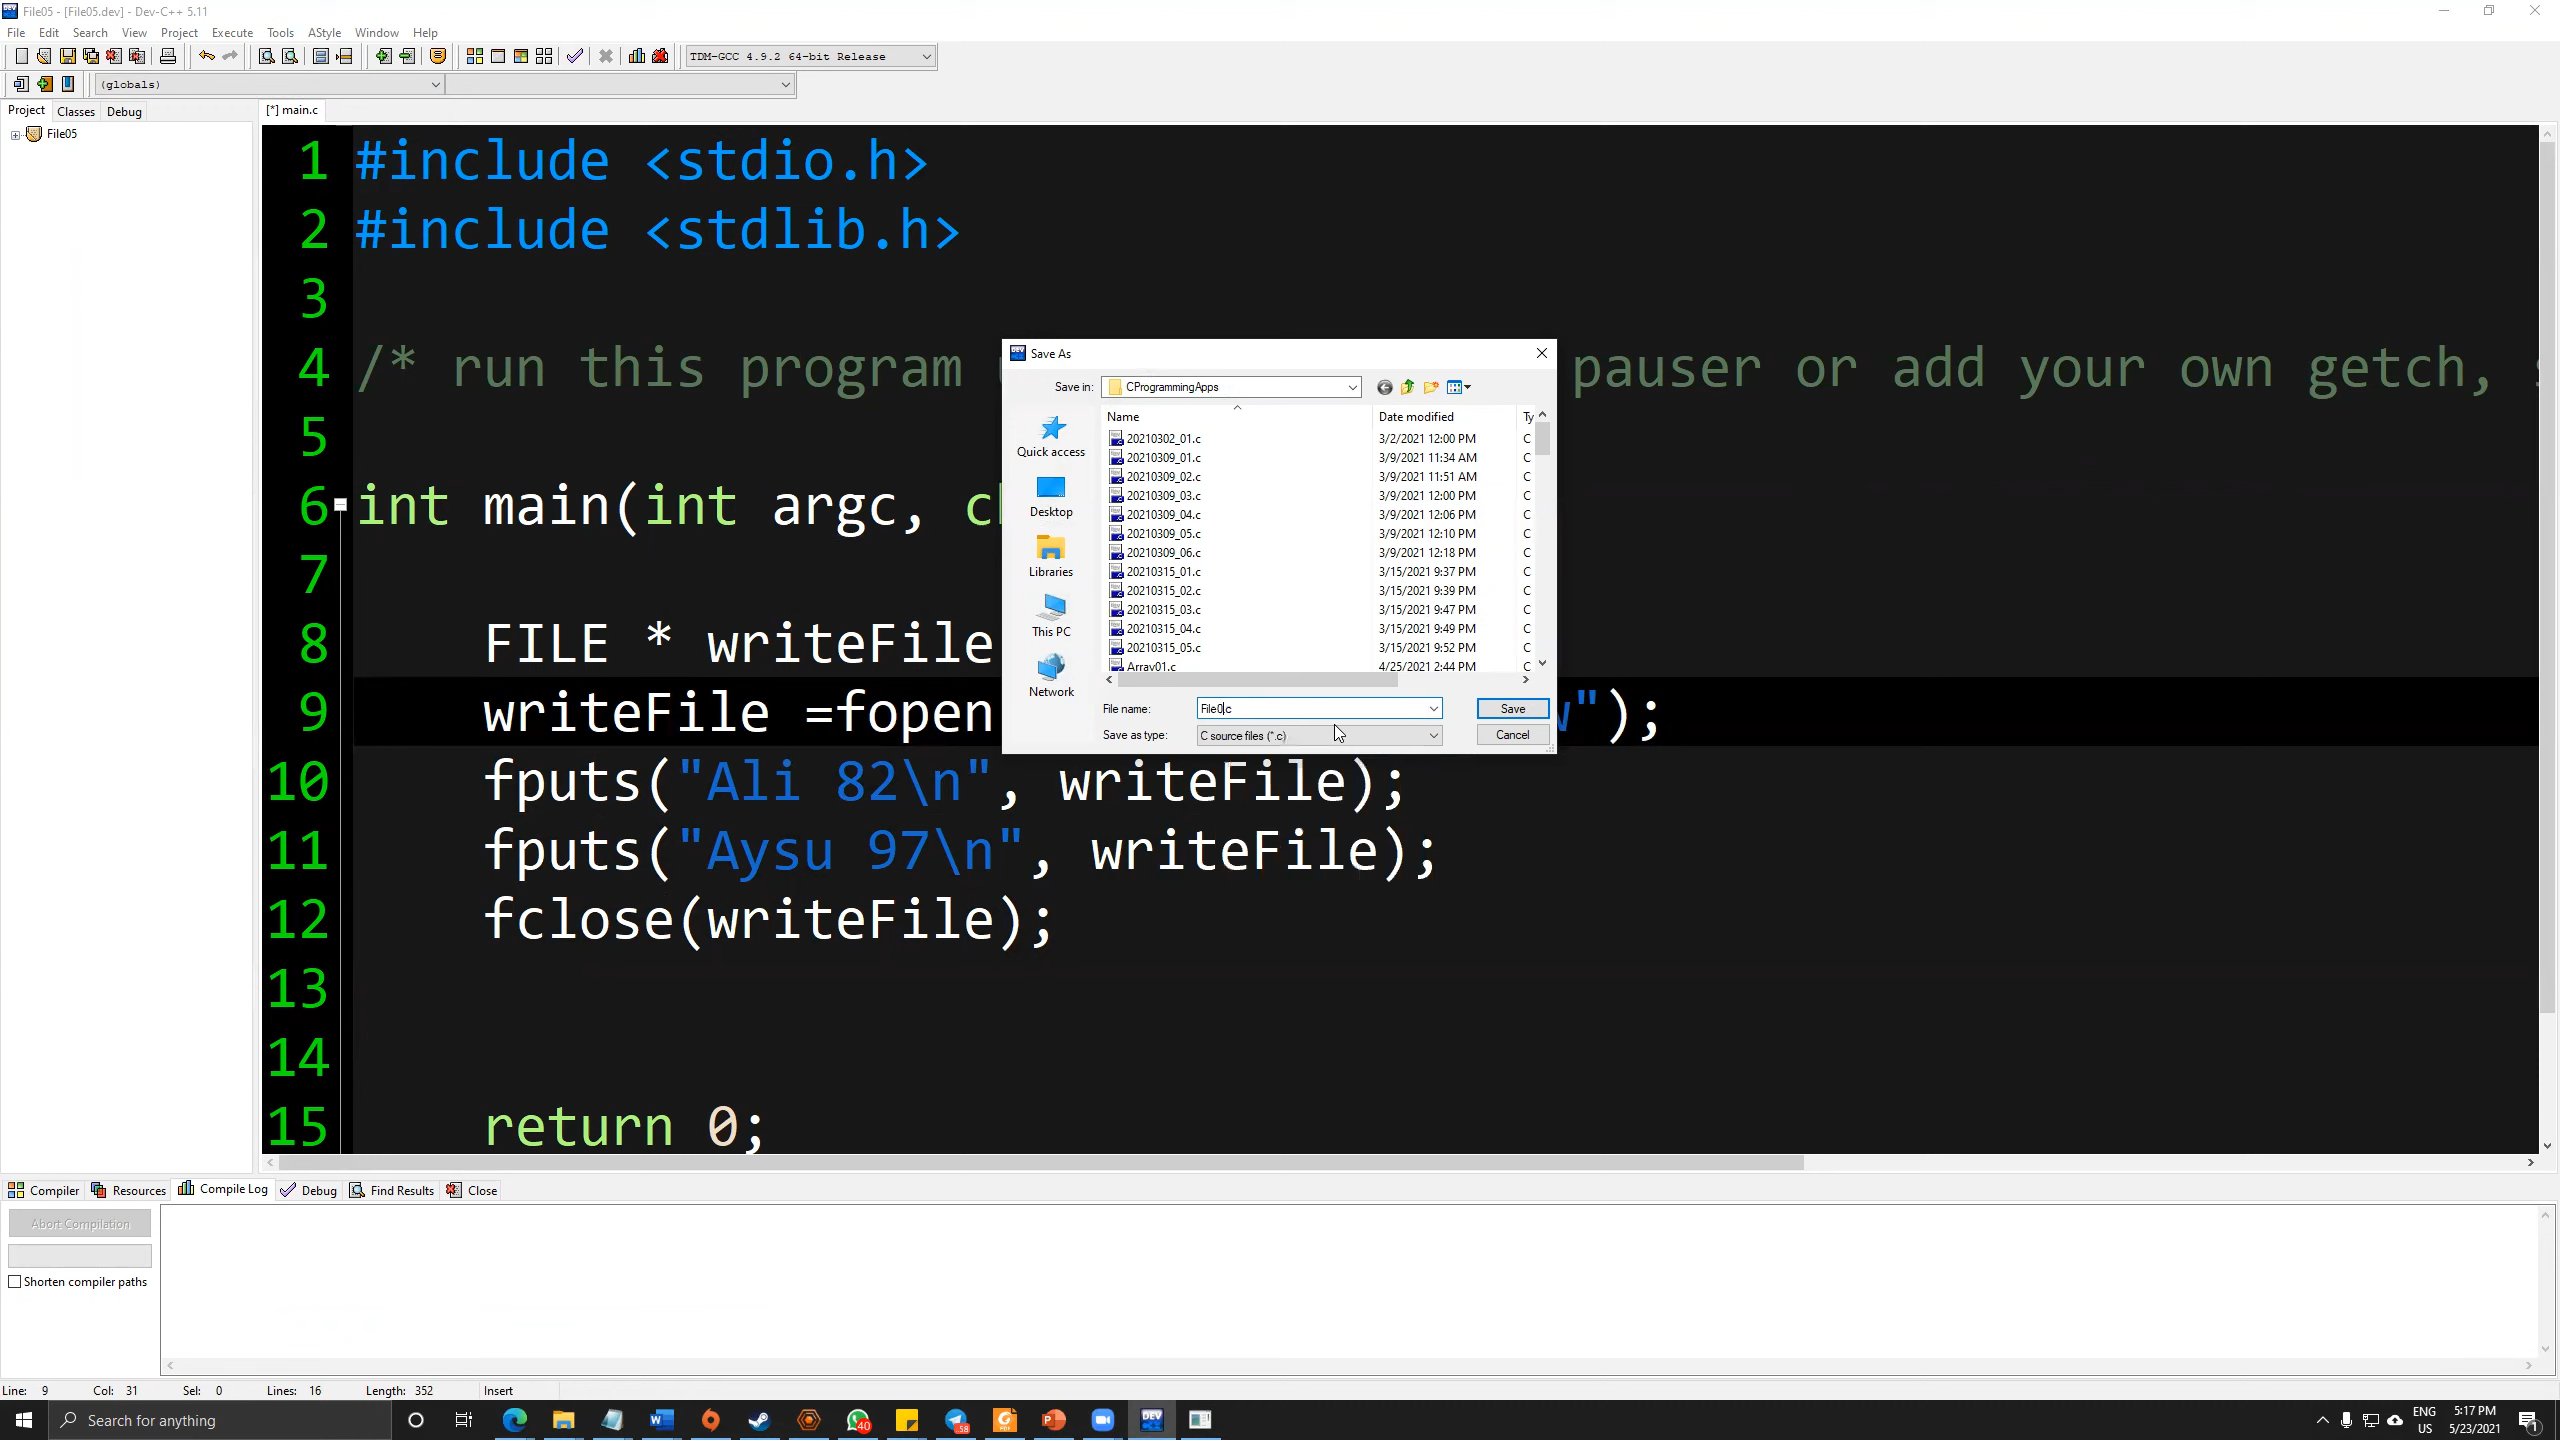 File05 - [File05.dev] - Dev-C++ 5.11
File Edit Search View Project Execute Tools AStyle Window Help
TDM-GCC 4.9.2 64-bit Release
(globals)
Project Classes Debug
[*] main.c
File05
1 #include <stdio.h>
2 #include <stdlib.h>
3
4 /* run this program pauser or add your own getch,
5
6 int main(int argc,
7
8 FILE * writeFile
9 writeFile =fopen w");
10 fputs("Ali 82\n", writeFile);
11 fputs("Aysu 97\n", writeFile);
12 fclose(writeFile);
13
14
15 return 0;
Save As
Save in: CProgrammingApps
Quick access
Desktop
Libraries
This PC
Network
Name Date modified Ty
20210302_01.c 3/2/2021 12:00 PM C
20210309_01.c 3/9/2021 11:34 AM C
20210309_02.c 3/9/2021 11:51 AM C
20210309_03.c 3/9/2021 12:00 PM C
20210309_04.c 3/9/2021 12:06 PM C
20210309_05.c 3/9/2021 12:10 PM C
20210309_06.c 3/9/2021 12:18 PM C
20210315_01.c 3/15/2021 9:37 PM C
20210315_02.c 3/15/2021 9:39 PM C
20210315_03.c 3/15/2021 9:47 PM C
20210315_04.c 3/15/2021 9:49 PM C
20210315_05.c 3/15/2021 9:52 PM C
Array01.c 4/25/2021 2:44 PM C
File name: File0.c Save
Save as type: C source files (*.c) Cancel
Compiler Resources Compile Log Debug Find Results Close
Abort Compilation
Shorten compiler paths
Line: 9 Col: 31 Sel: 0 Lines: 16 Length: 352 Insert
Search for anything
DEV
40
58
ENG
US
5:17 PM
5/23/2021
1